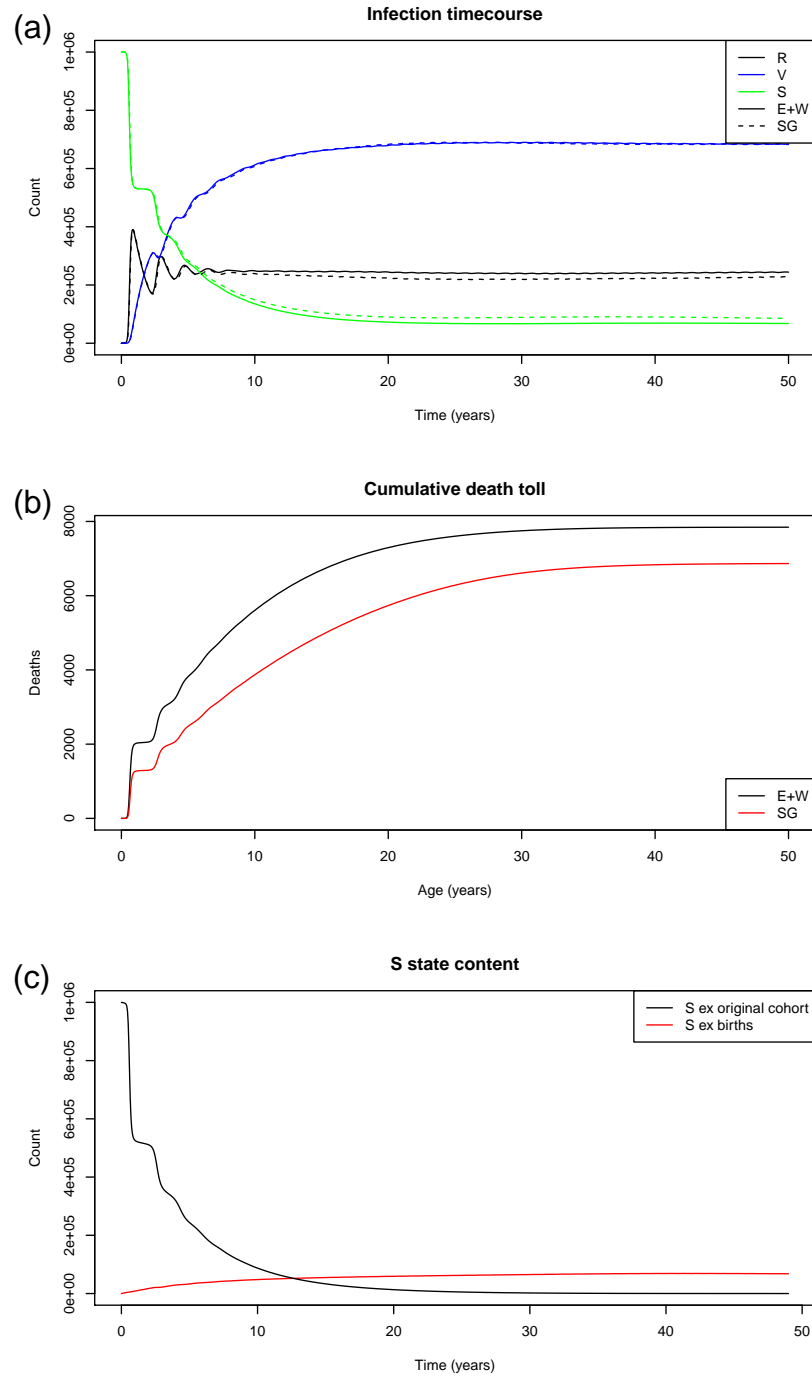 (a)
Infection timecourse
1e+06
8e+05
6e+05
4e+05
2e+05
0e+00
Count
R
V
S
E+W
SG
0 10 20 30 40 50
Time (years)
(b)
Cumulative death toll
8000
6000
4000
2000
0
Deaths
E+W
SG
0 10 20 30 40 50
Age (years)
(c)
S state content
1e+06
8e+05
6e+05
4e+05
2e+05
0e+00
Count
S ex original cohort
S ex births
0 10 20 30 40 50
Time (years)